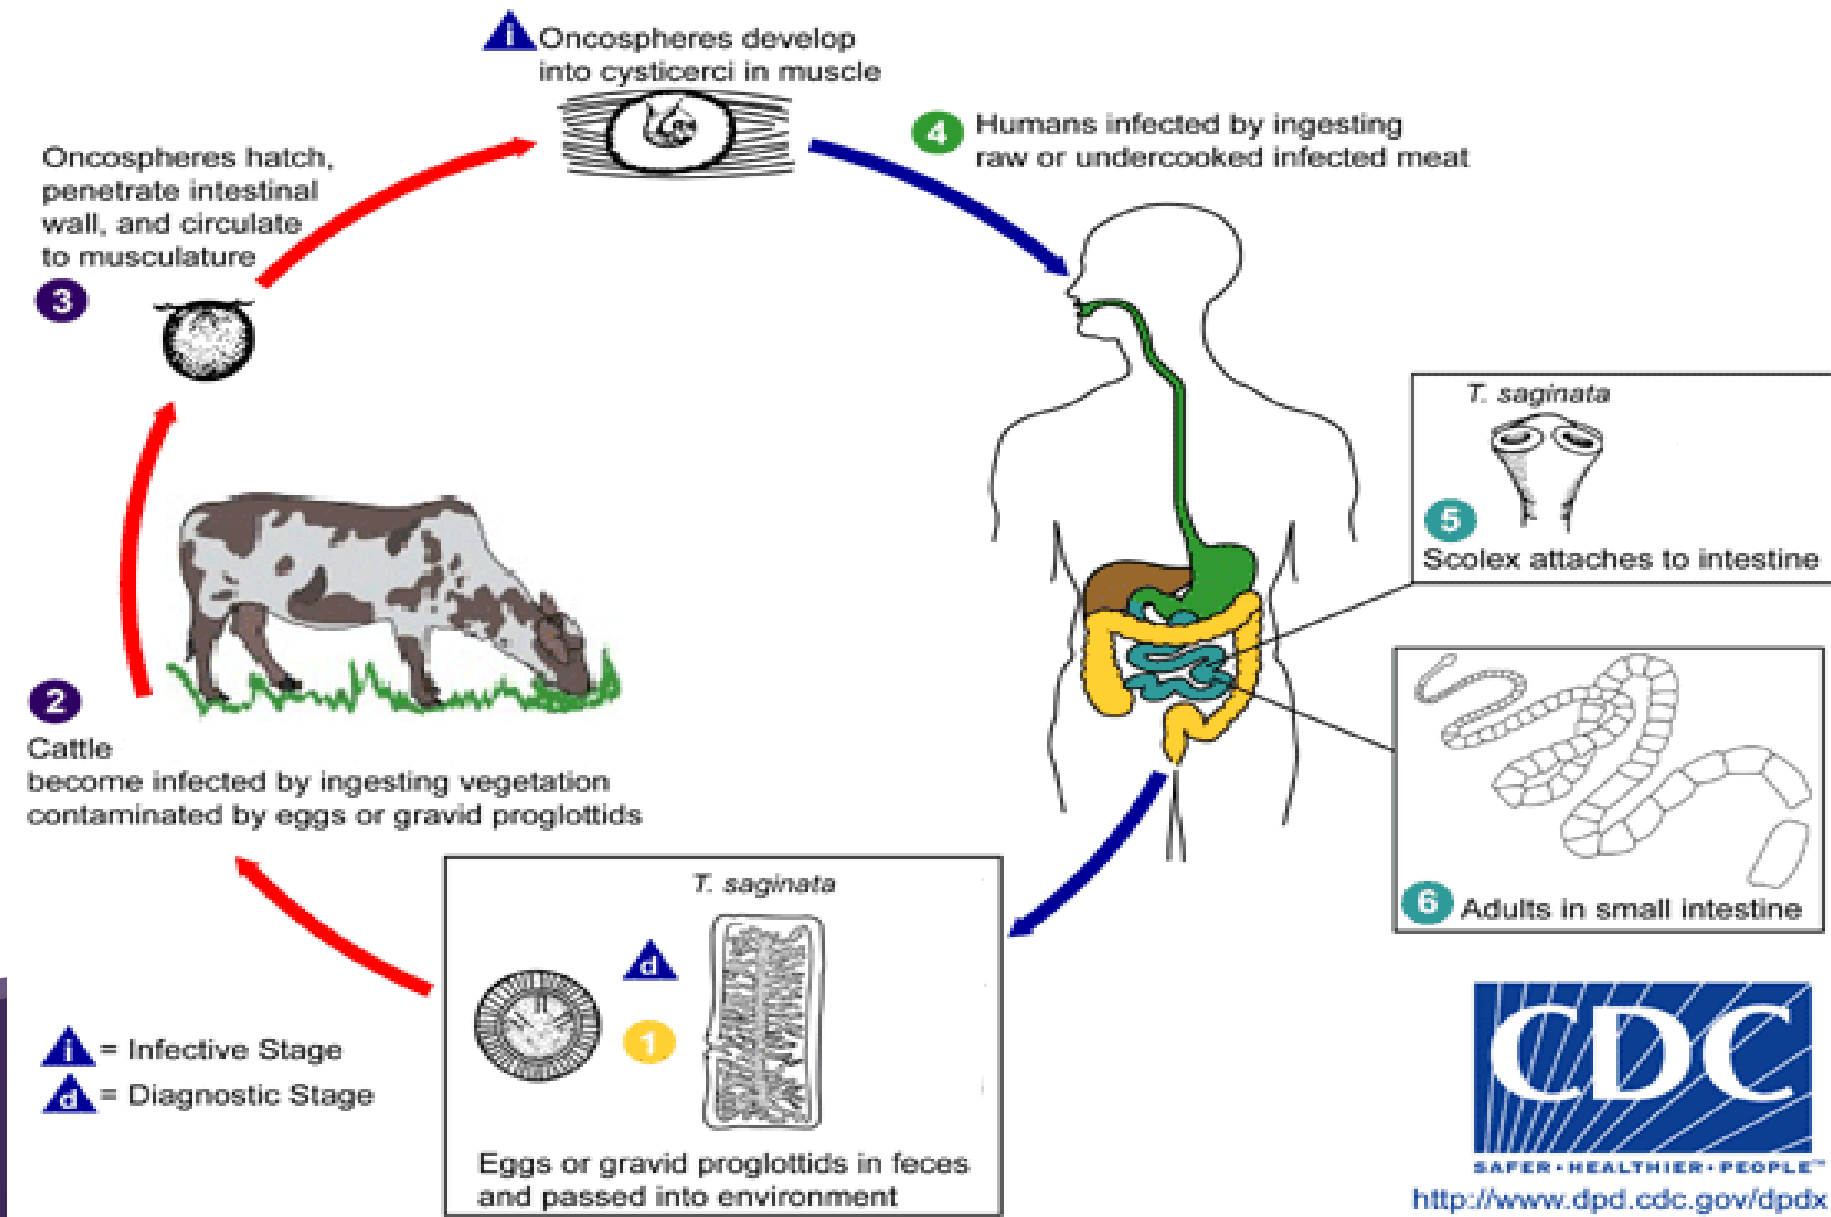 i Oncospheres develop
into cysticerci in muscle
4 Humans infected by ingesting
raw or undercooked infected meat
Oncospheres hatch,
penetrate intestinal
wall, and circulate
to musculature
3
T. saginata
5
Scolex attaches to intestine
2
Cattle
become infected by ingesting vegetation
contaminated by eggs or gravid proglottids
6 Adults in small intestine
T. saginata
d
1
Eggs or gravid proglottids in feces
and passed into environment
i = Infective Stage
d = Diagnostic Stage
CDC
SAFER•HEALTHIER•PEOPLE™
http://www.dpd.cdc.gov/dpdx